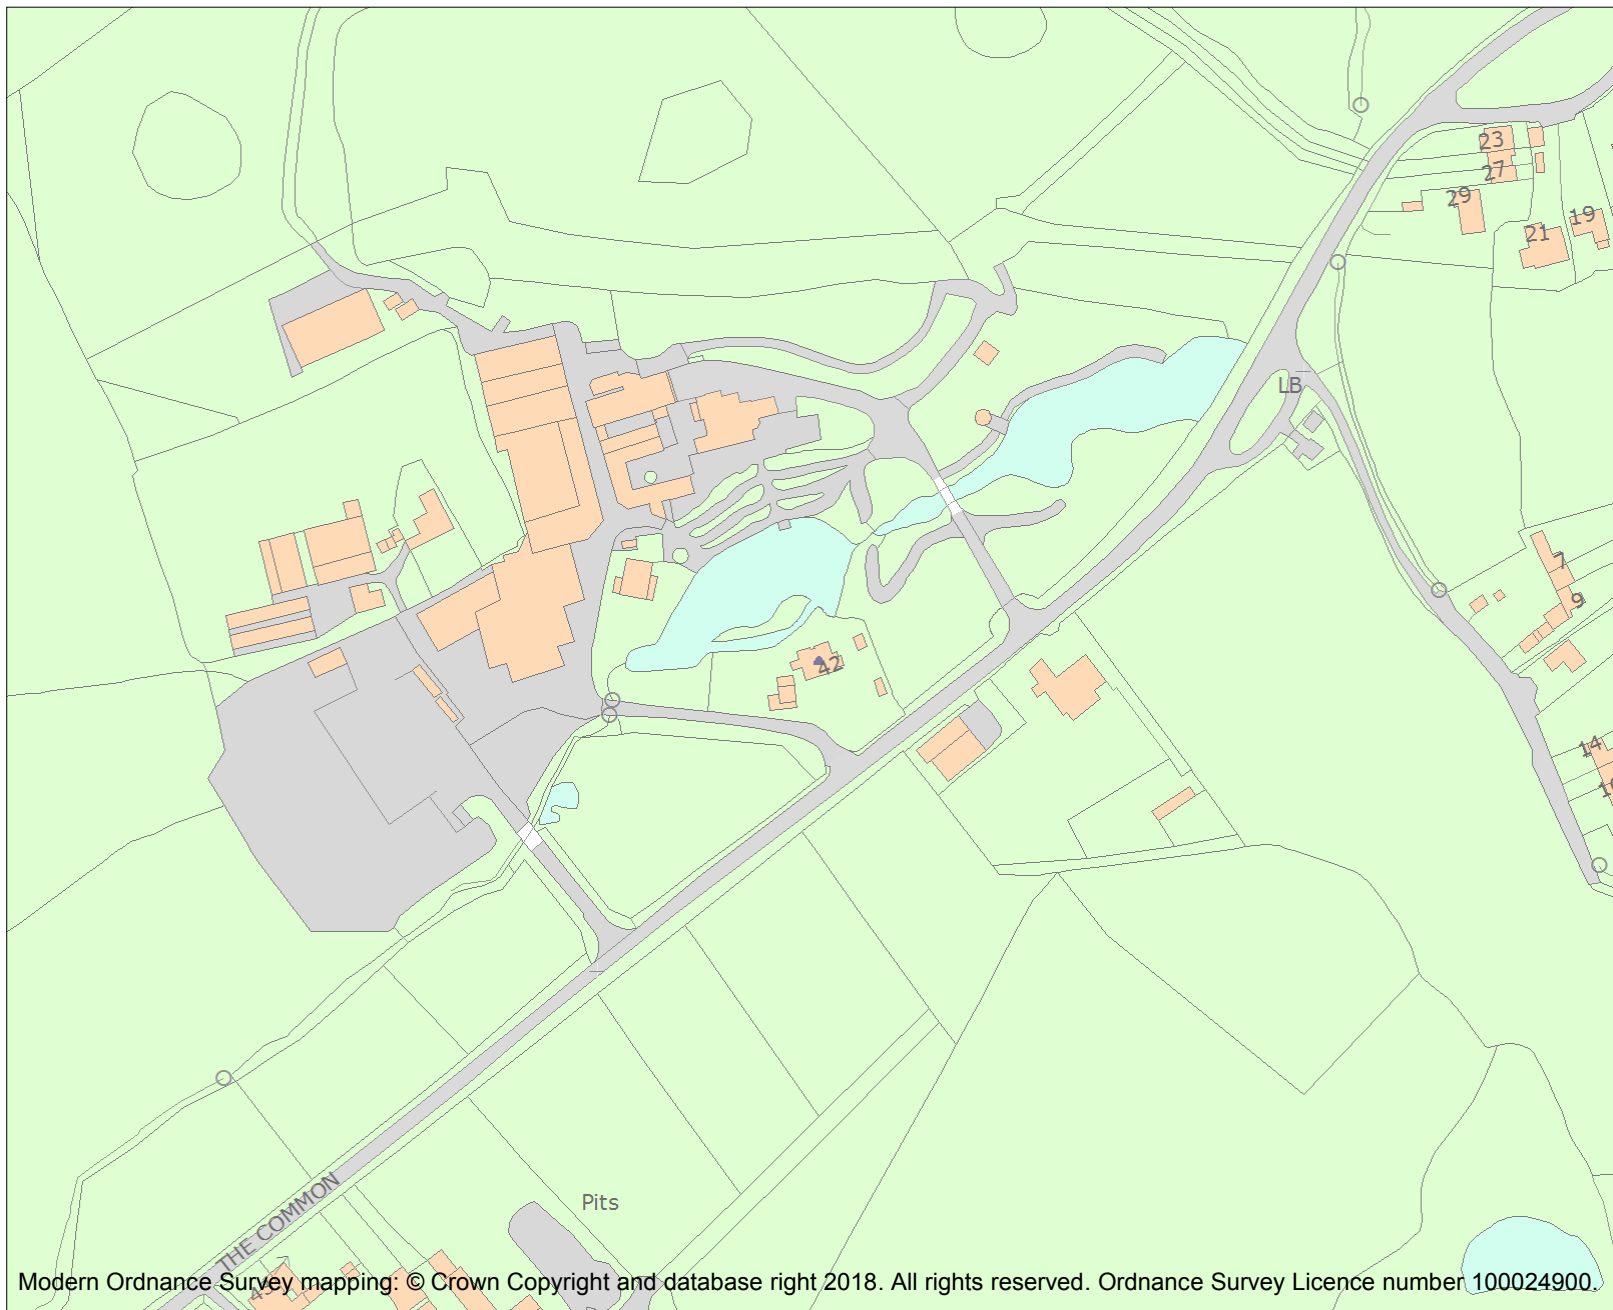 23
27
29
19
21
LB
7
9
42
14
Pits
THE COMMON
Modern Ordnance Survey mapping: © Crown Copyright and database right 2018. All rights reserved. Ordnance Survey Licence number 100024900.